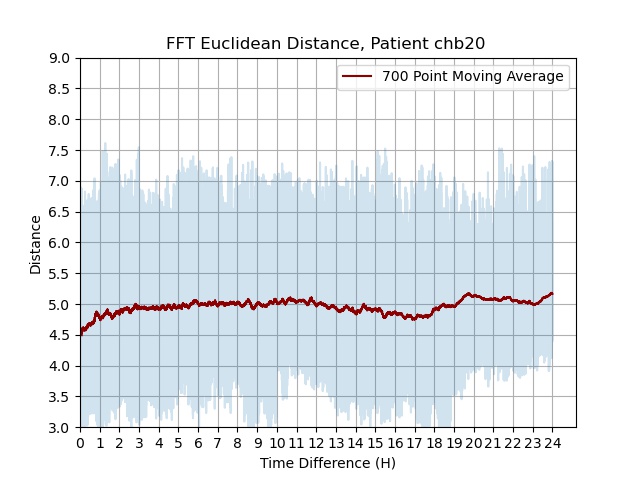 FFT Euclidean Distance, Patient chb20
700 Point Moving Average
9.0
8.5
8.0
7.5
7.0
6.5
6.0
5.5
5.0
4.5
4.0
3.5
3.0
Distance
0 1 2 3 4 5 6 7 8 9 10 11 12 13 14 15 16 17 18 19 20 21 22 23 24
Time Difference (H)